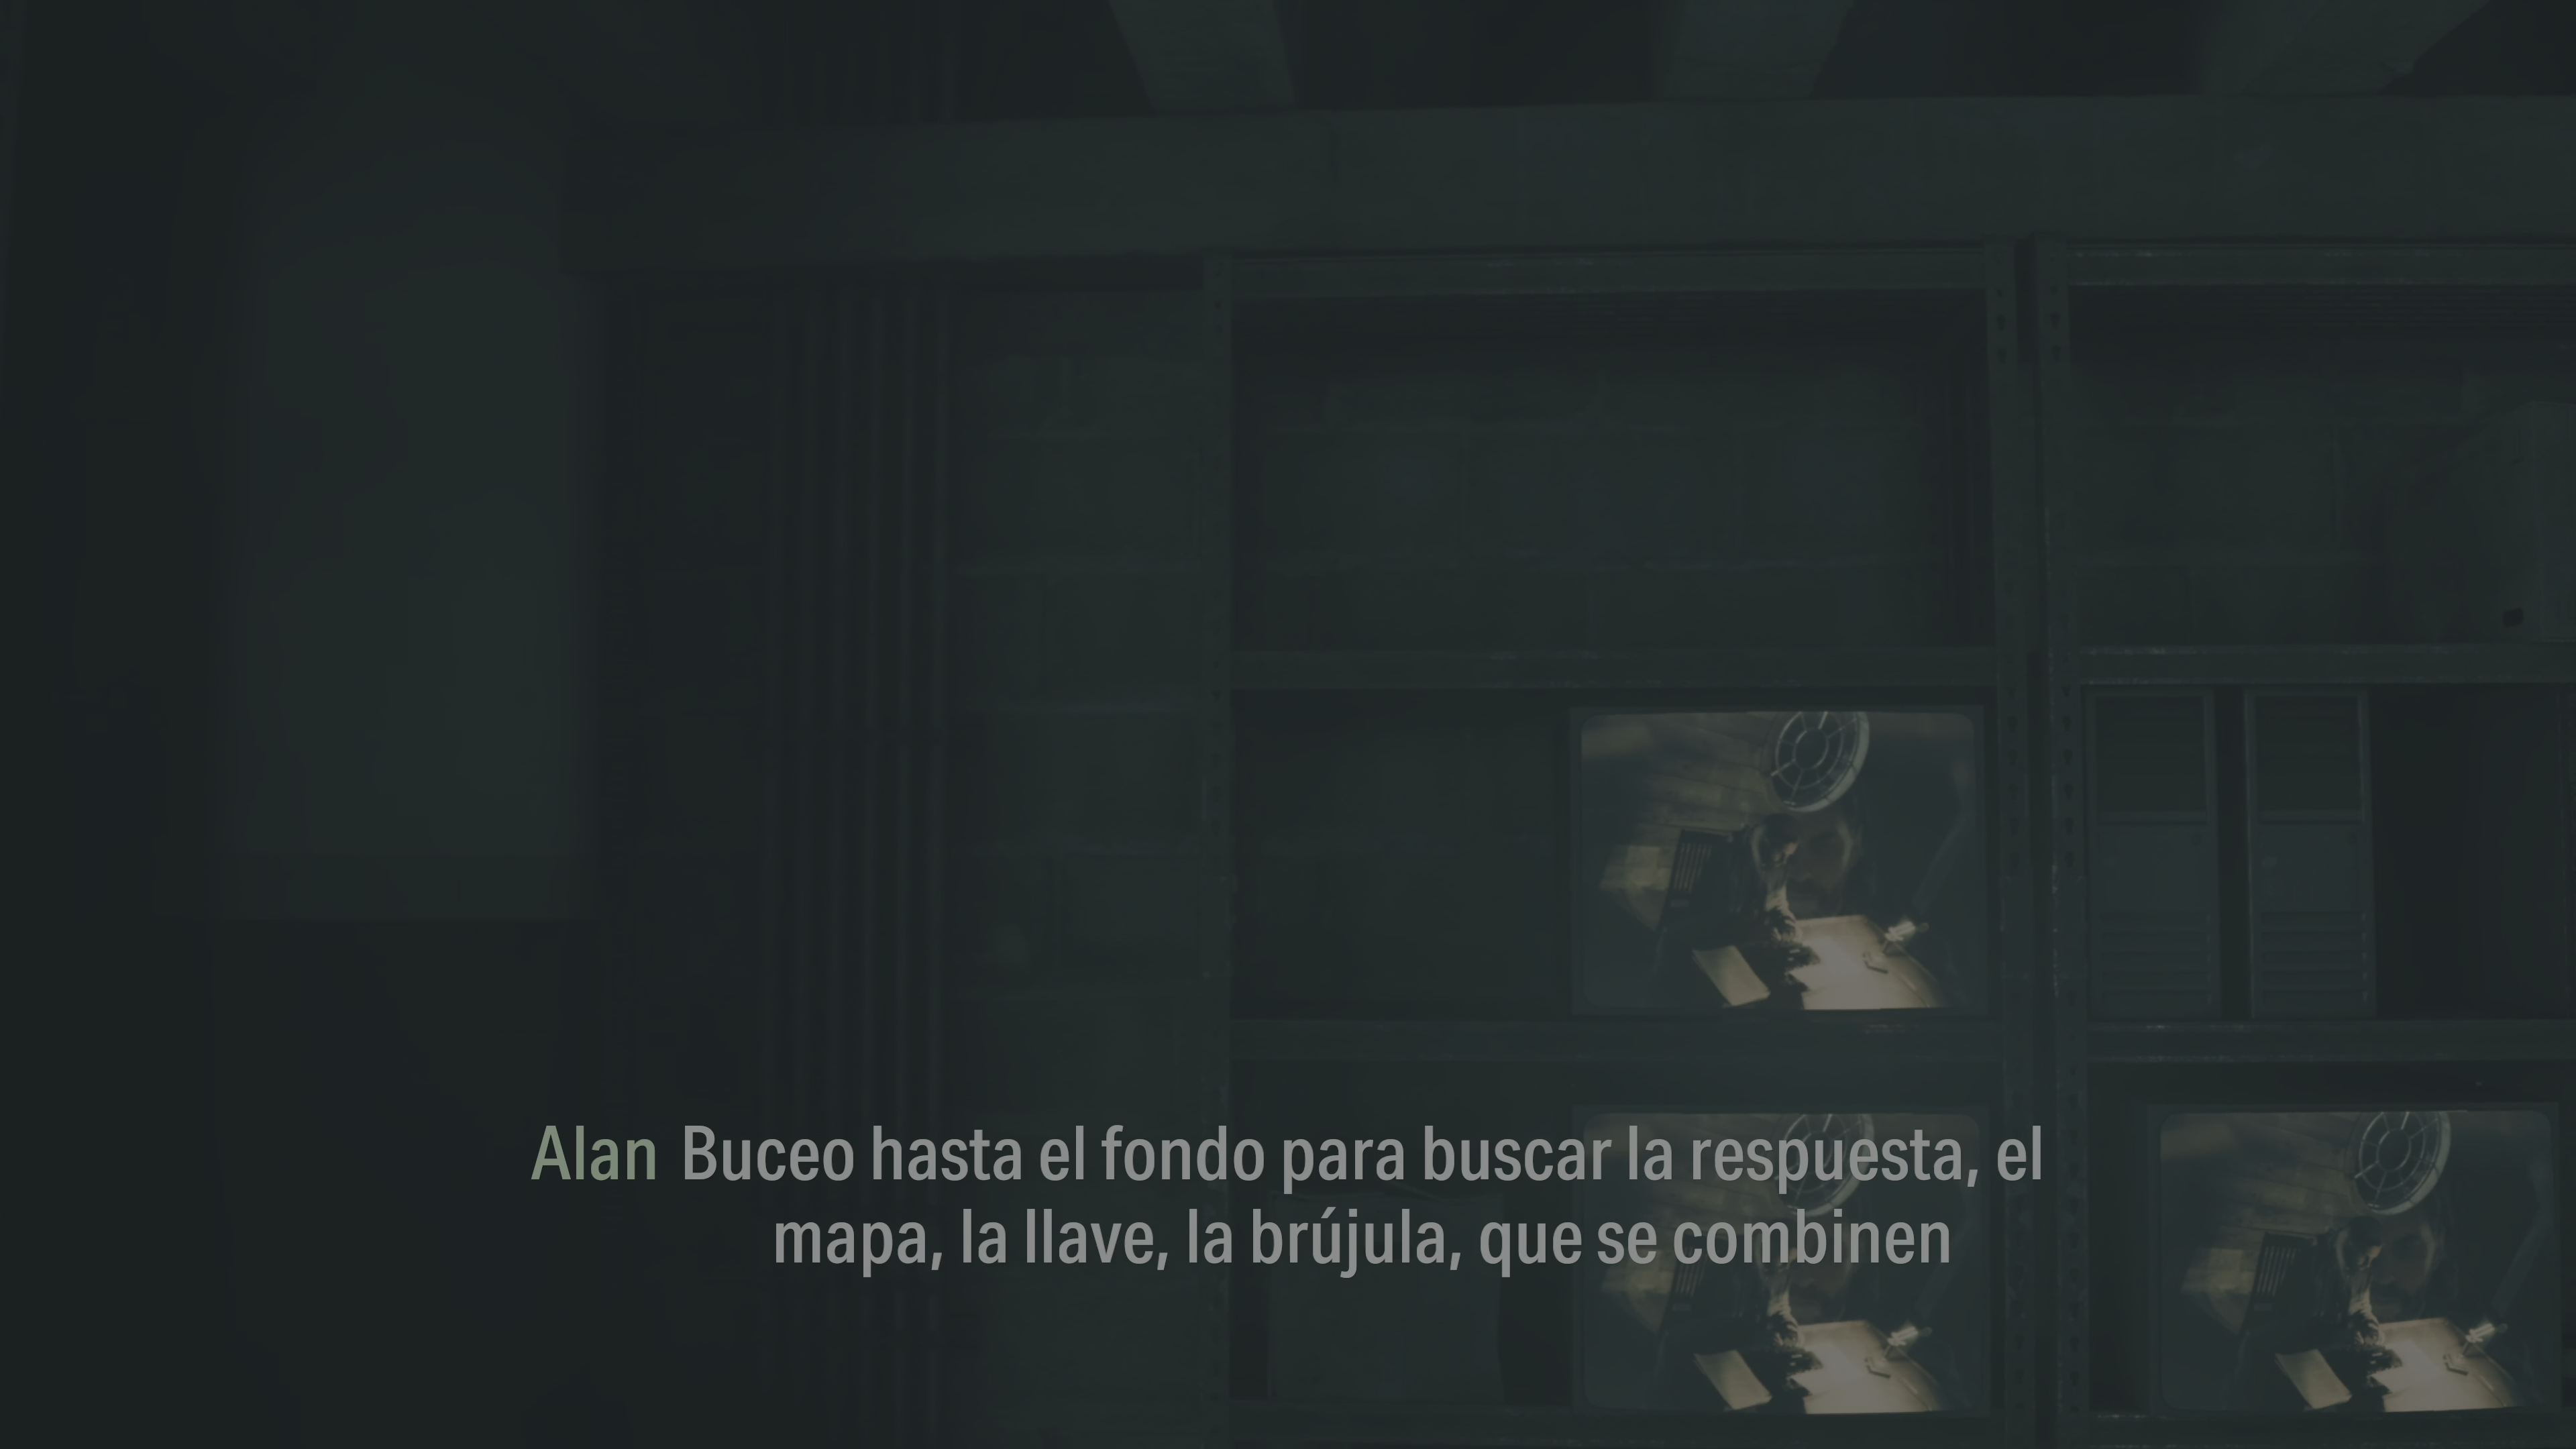 Alan Buceo hasta el fondo para buscar la respuesta, el
mapa, la llave, la brújula, que se combinen